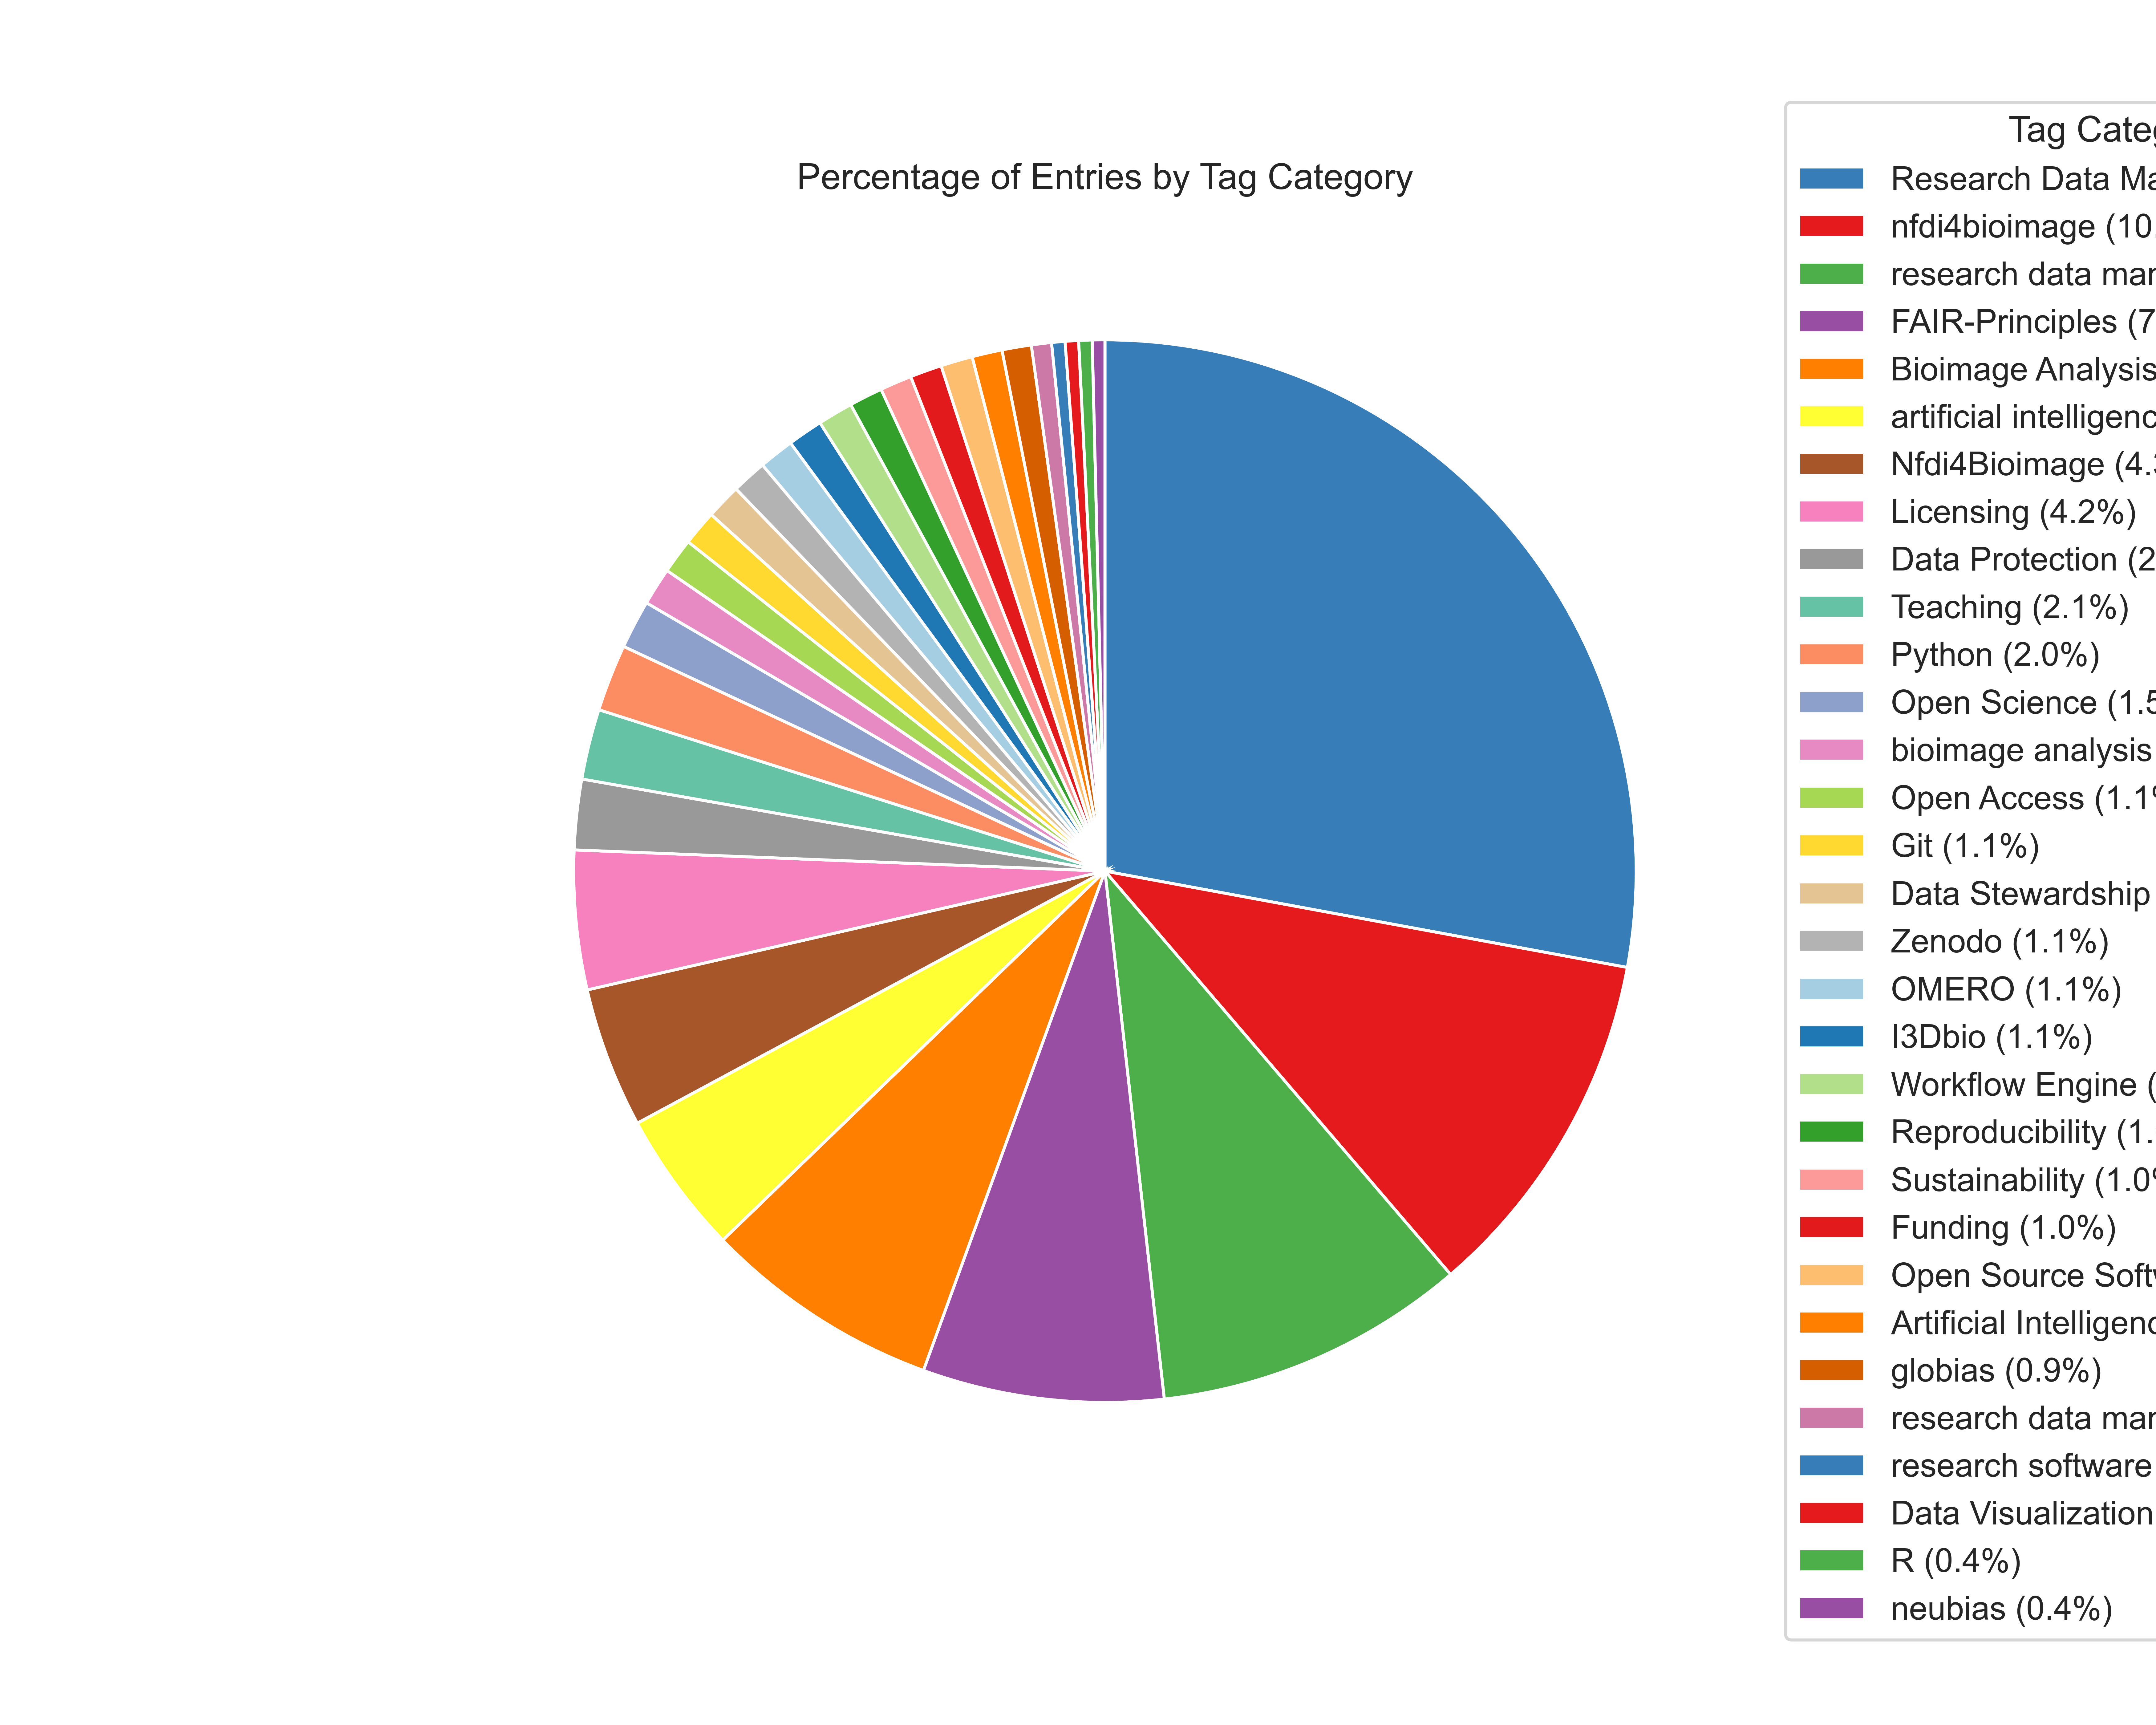 Percentage of Entries by Tag Category
Tag Categ
Research Data Ma
nfdi4bioimage (10.
research data man
FAIR-Principles (7
Bioimage Analysis
artificial intelligenc
Nfdi4Bioimage (4.3
Licensing (4.2%)
Data Protection (2
Teaching (2.1%)
Python (2.0%)
Open Science (1.5
bioimage analysis
Open Access (1.1%
Git (1.1%)
Data Stewardship
Zenodo (1.1%)
OMERO (1.1%)
I3Dbio (1.1%)
Workflow Engine (
Reproducibility (1.
Sustainability (1.0%
Funding (1.0%)
Open Source Softw
Artificial Intelligenc
globias (0.9%)
research data man
research software
Data Visualization
R (0.4%)
neubias (0.4%)